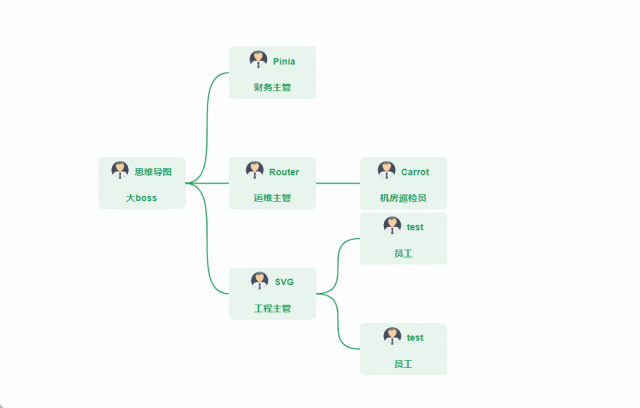 Pinia
财务主管
思维导图
大boss
Router
运维主管
Carrot
机房巡检员
test
员工
SVG
工程主管
test
员工